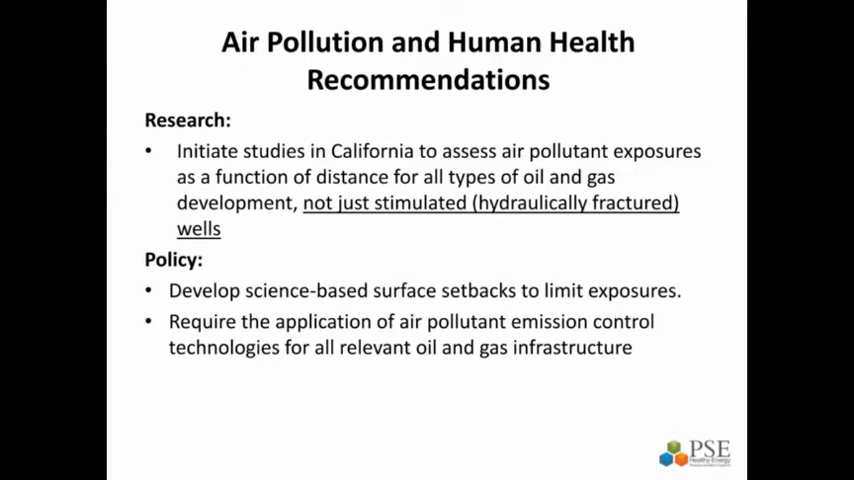 Air Pollution and Human Health
Recommendations
Research:
• Initiate studies in California to assess air pollutant exposures
as a function of distance for all types of oil and gas
development, not just stimulated (hydraulically fractured)
wells
Policy:
• Develop science-based surface setbacks to limit exposures.
• Require the application of air pollutant emission control
technologies for all relevant oil and gas infrastructure
PSE
Healthy Energy